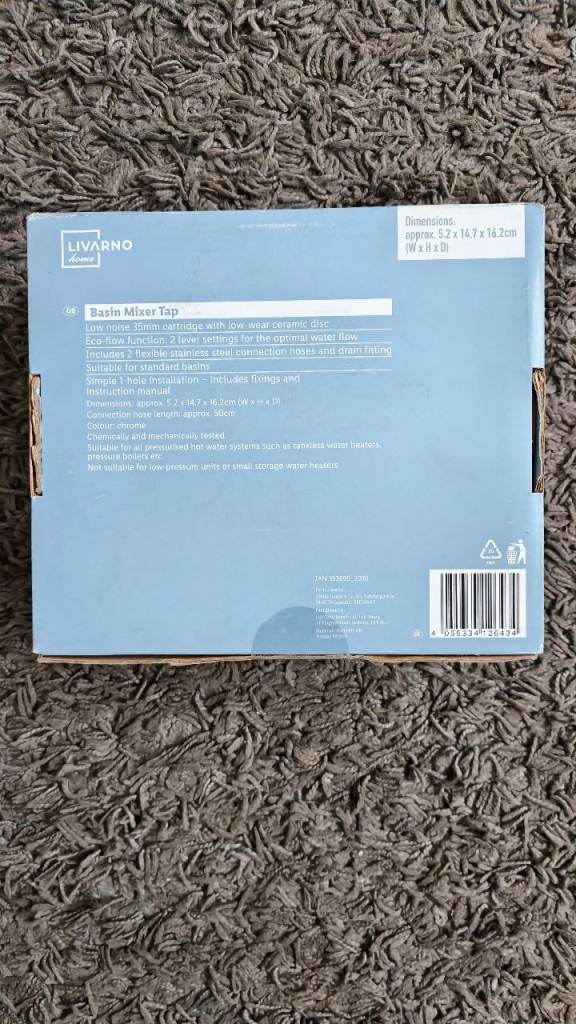 LIVARNO
home
Dimensions:
approx. 5.2 x 14.7 x 16.2cm
(W x H x D)
GB
Basin Mixer Tap
Low noise 35mm cartridge with low-wear ceramic disc
Eco-flow function: 2 lever settings for the optimal water flow
Includes 2 flexible stainless steel connection hoses and drain fitting
Suitable for standard basins
Simple 1-hole installation – includes fixings and
instruction manual
Dimensions: approx. 5.2 x 14.7 x 16.2cm (W x H x D)
Connection hose length: approx. 50cm
Colour: chrome
Chemically and mechanically tested
Suitable for all pressurised hot water systems such as tankless water heaters,
pressure boilers etc.
Not suitable for low-pressure units or small storage water heaters
PAP
4 055334 126434